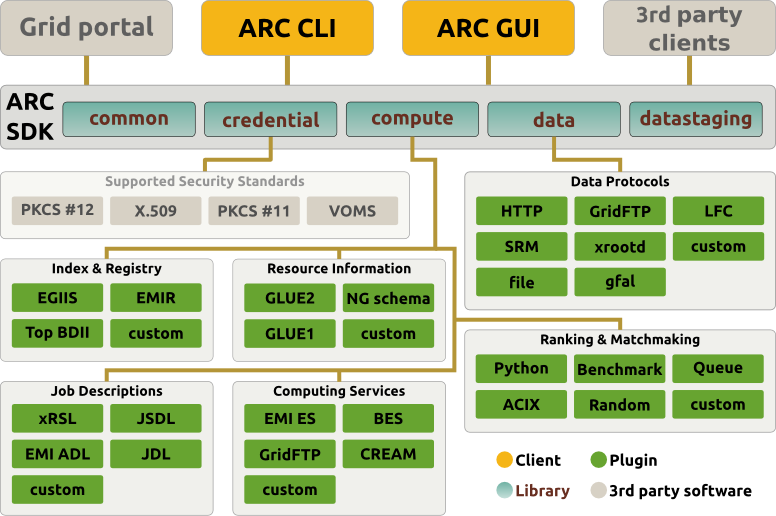 Grid portal
ARC CLI
ARC GUI
3rd party
clients
ARC
SDK
common
credential
compute
data
datastaging
Supported Security Standards
PKCS #12
X.509
PKCS #11
VOMS
Data Protocols
HTTP
GridFTP
LFC
SRM
xrootd
custom
file
gfal
Index & Registry
EGIIS
EMIR
Top BDII
custom
Resource Information
GLUE2
NG schema
GLUE1
custom
Ranking & Matchmaking
Python
Benchmark
Queue
ACIX
Random
custom
Job Descriptions
xRSL
JSDL
EMI ADL
JDL
custom
Computing Services
EMI ES
BES
GridFTP
CREAM
custom
Client
Plugin
Library
3rd party software